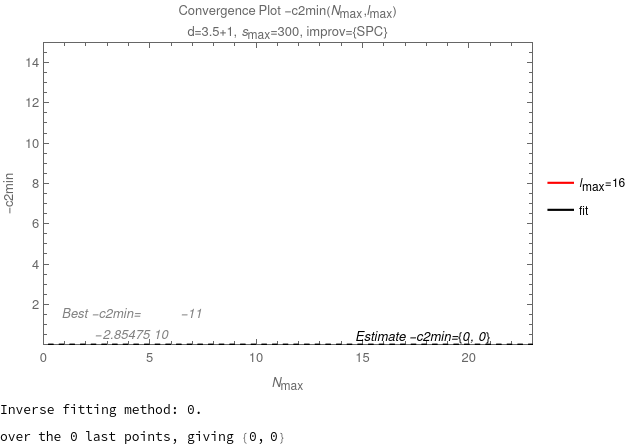 Convergence Plot −c2min(Nmax,lmax)
d=3.5+1, smax=300, improv={SPC}
14
12
10
8
6
4
2
−c2min
lmax=16
fit
Best −c2min= −11
−2.85475 10
Estimate −c2min={0, 0}
0 5 10 15 20
Nmax
Inverse fitting method: 0.
over the 0 last points, giving {0, 0}